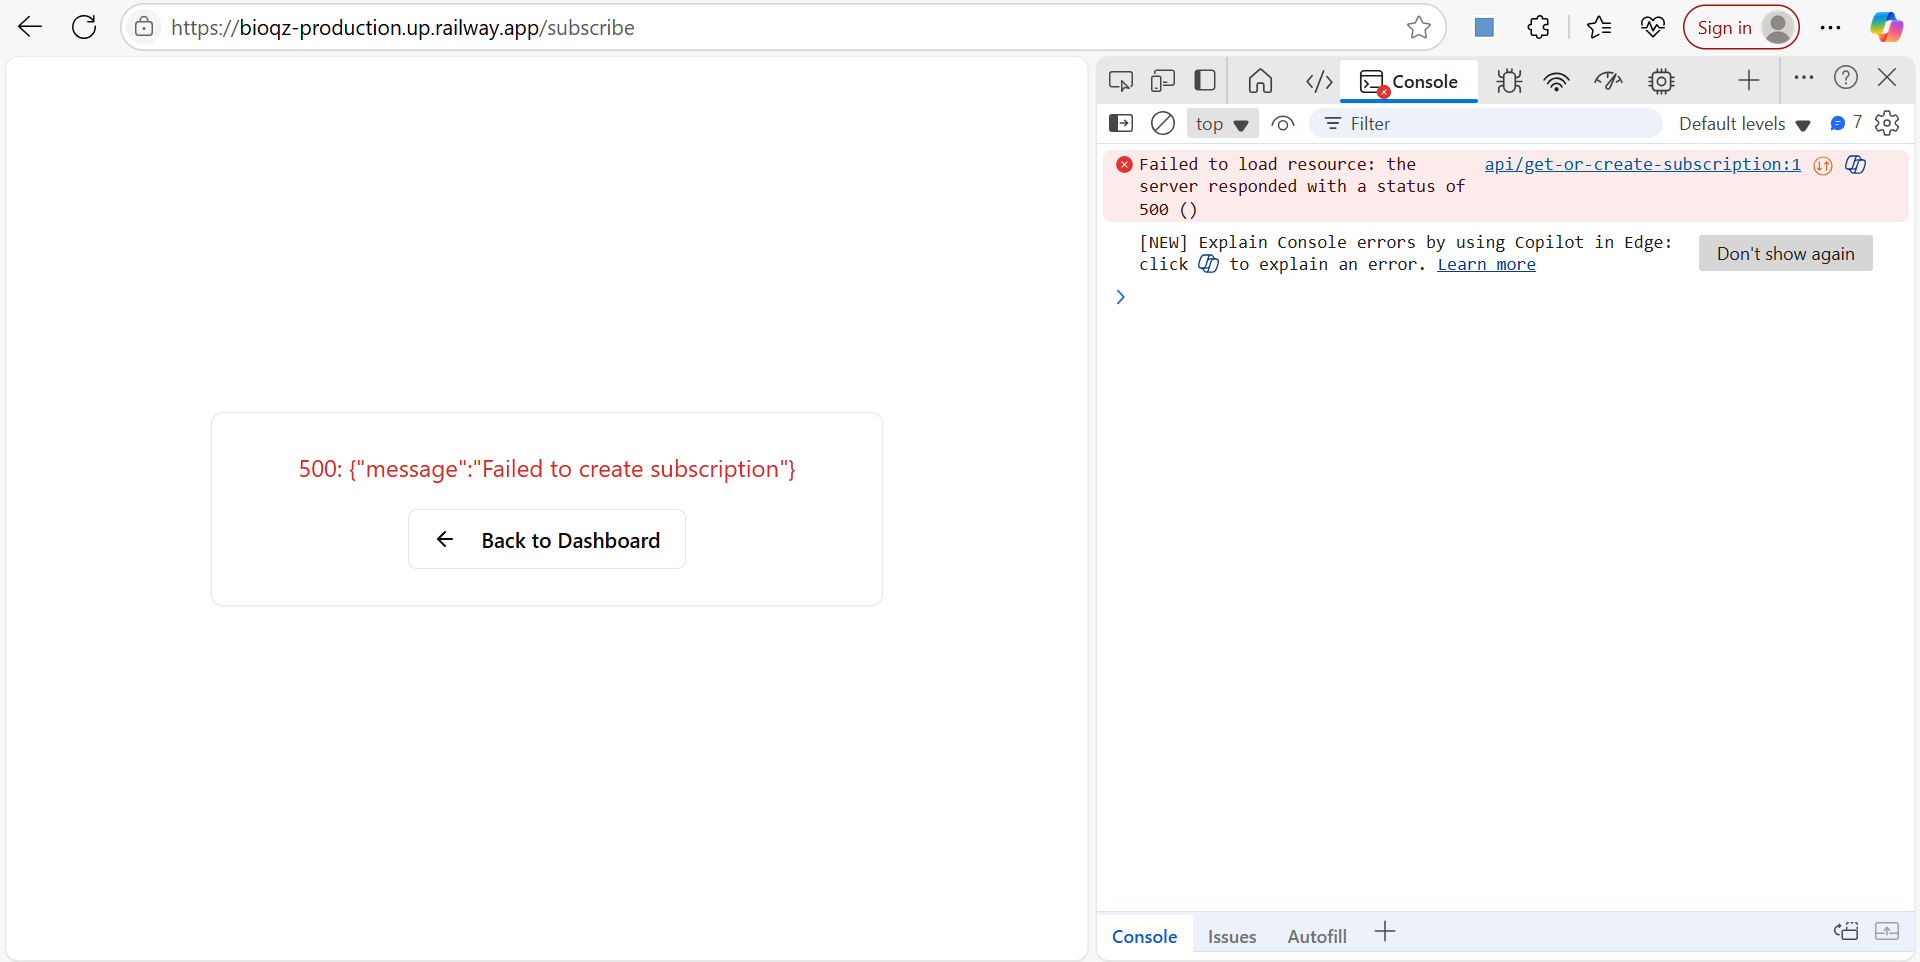 https://bioqz-production.up.railway.app/subscribe
Sign in
Console
top
Filter
Default levels
7
Failed to load resource: the
server responded with a status of
500 ()
api/get-or-create-subscription:1
[NEW] Explain Console errors by using Copilot in Edge:
click to explain an error. Learn more
Don't show again
500: {"message":"Failed to create subscription"}
Back to Dashboard
Console
Issues
Autofill